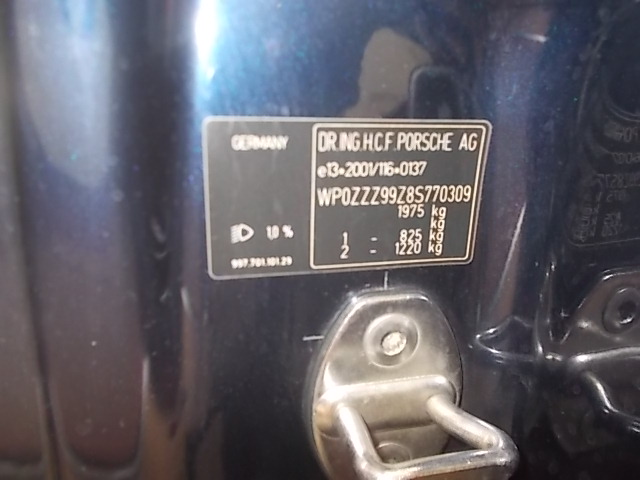 GERMANY
DR.ING.H.C.F.PORSCHE AG
e13*2001/116*0137
WP0ZZZ99Z8S770309
1975 kg
kg
1 - 825 kg
2 - 1220 kg
1,0 %
997.701.101.29